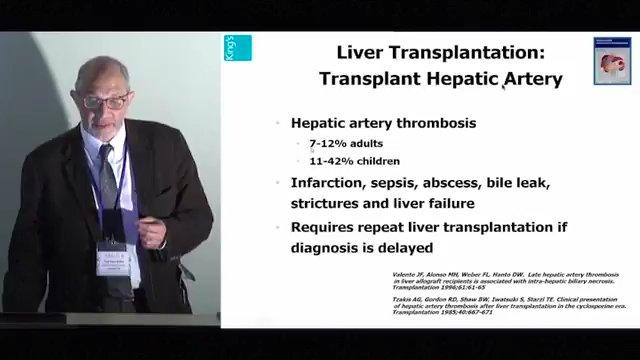 King's
Liver Transplantation:
Transplant Hepatic Artery
Hepatic artery thrombosis
7-12% adults
11-42% children
Infarction, sepsis, abscess, bile leak,
strictures and liver failure
Requires repeat liver transplantation if
diagnosis is delayed
Valente JF, Alonso MH, Weber FL, Hanto DW. Late hepatic artery thrombosis
in liver allograft recipients is associated with intra-hepatic biliary necrosis.
Transplantation 1996;61:61-65
Tzakis AG, Gordon RD, Shaw BW, Iwatsuki S, Starzl TE. Clinical presentation
of hepatic artery thrombosis after liver transplantation in the cyclosporine era.
Transplantation 1985;40:667-671